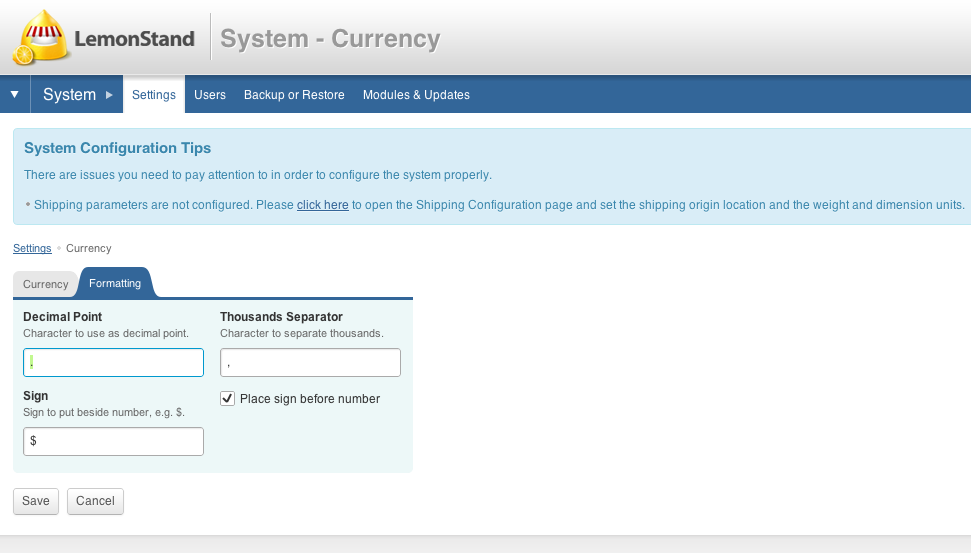 LemonStand
System - Currency
System
Settings
Users
Backup or Restore
Modules & Updates
System Configuration Tips
There are issues you need to pay attention to in order to configure the system properly.
Shipping parameters are not configured. Please click here to open the Shipping Configuration page and set the shipping origin location and the weight and dimension units.
Settings • Currency
Currency
Formatting
Decimal Point
Character to use as decimal point.
.
Thousands Separator
Character to separate thousands.
,
Sign
Sign to put beside number, e.g. $.
$
Place sign before number
Save
Cancel